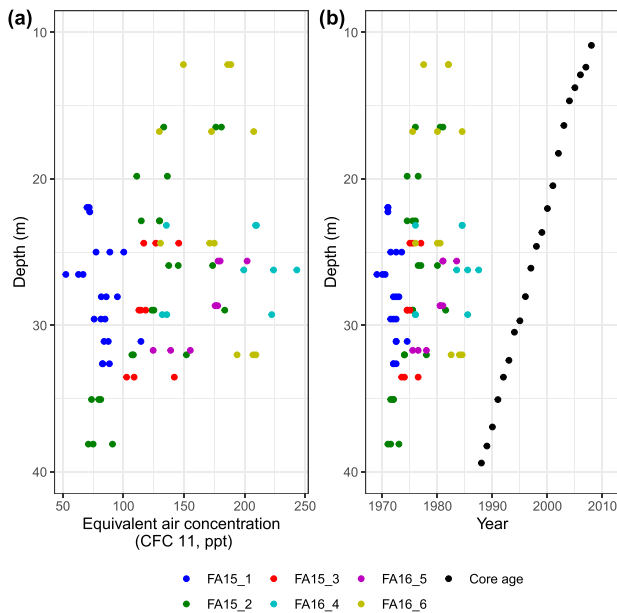 (a)
(b)
10
20
30
40
Depth (m)
50
100
150
200
250
Equivalent air concentration
(CFC 11, ppt)
10
20
30
40
Depth (m)
1970
1980
1990
2000
2010
Year
FA15_1
FA15_3
FA16_5
Core age
FA15_2
FA16_4
FA16_6